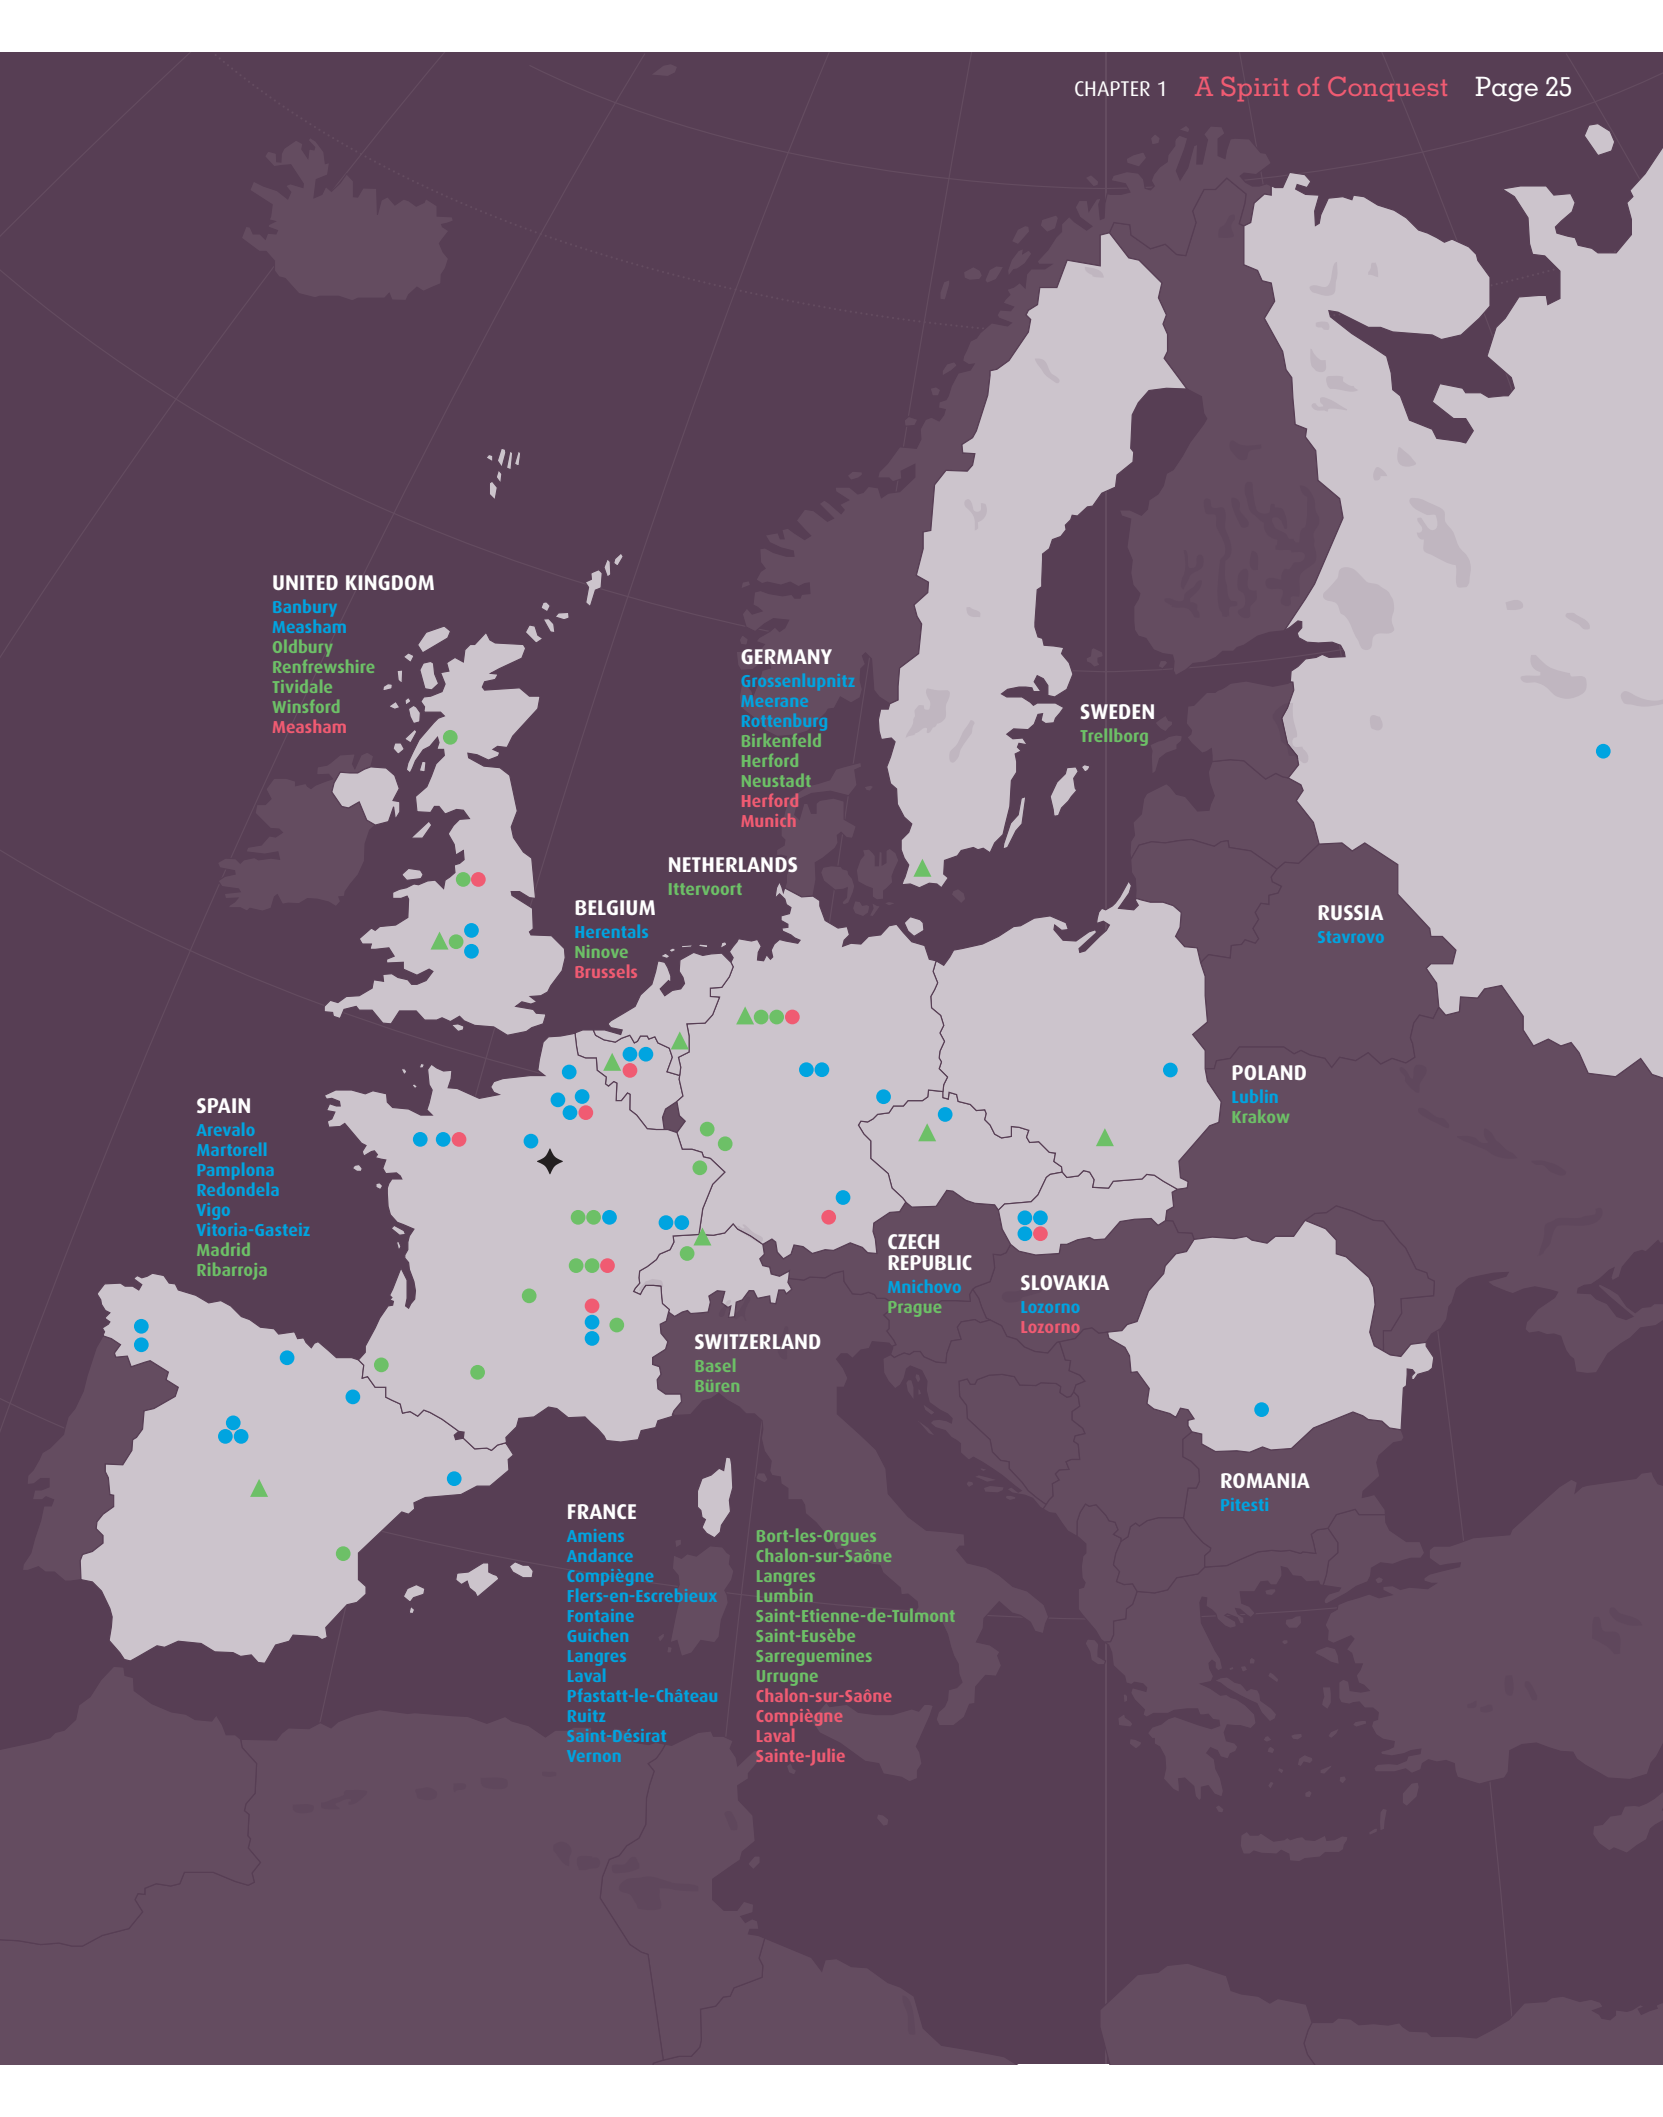 CHAPTER 1 A Spirit of Conquest Page 25
UNITED KINGDOM
Banbury
Measham
Oldbury
Renfrewshire
Tividale
Winsford
Measham
GERMANY
Grossenlupnitz
Meerane
Rottenburg
Birkenfeld
Herford
Neustadt
Herford
Munich
SWEDEN
Trellborg
NETHERLANDS
Ittervoort
BELGIUM
Herentals
Ninove
Brussels
RUSSIA
Stavrovo
POLAND
Lublin
Krakow
SPAIN
Arevalo
Martorell
Pamplona
Redondela
Vigo
Vitoria-Gasteiz
Madrid
Ribarroja
CZECH
REPUBLIC
Mnichovo
Prague
SLOVAKIA
Lozorno
Lozorno
SWITZERLAND
Basel
Büren
ROMANIA
Pitesti
FRANCE
Amiens
Andance
Compiègne
Flers-en-Escrebieux
Fontaine
Guichen
Langres
Laval
Pfastatt-le-Château
Ruitz
Saint-Désirat
Vernon
Bort-les-Orgues
Chalon-sur-Saône
Langres
Lumbin
Saint-Etienne-de-Tulmont
Saint-Eusèbe
Sarreguemines
Urrugne
Chalon-sur-Saône
Compiègne
Laval
Sainte-Julie